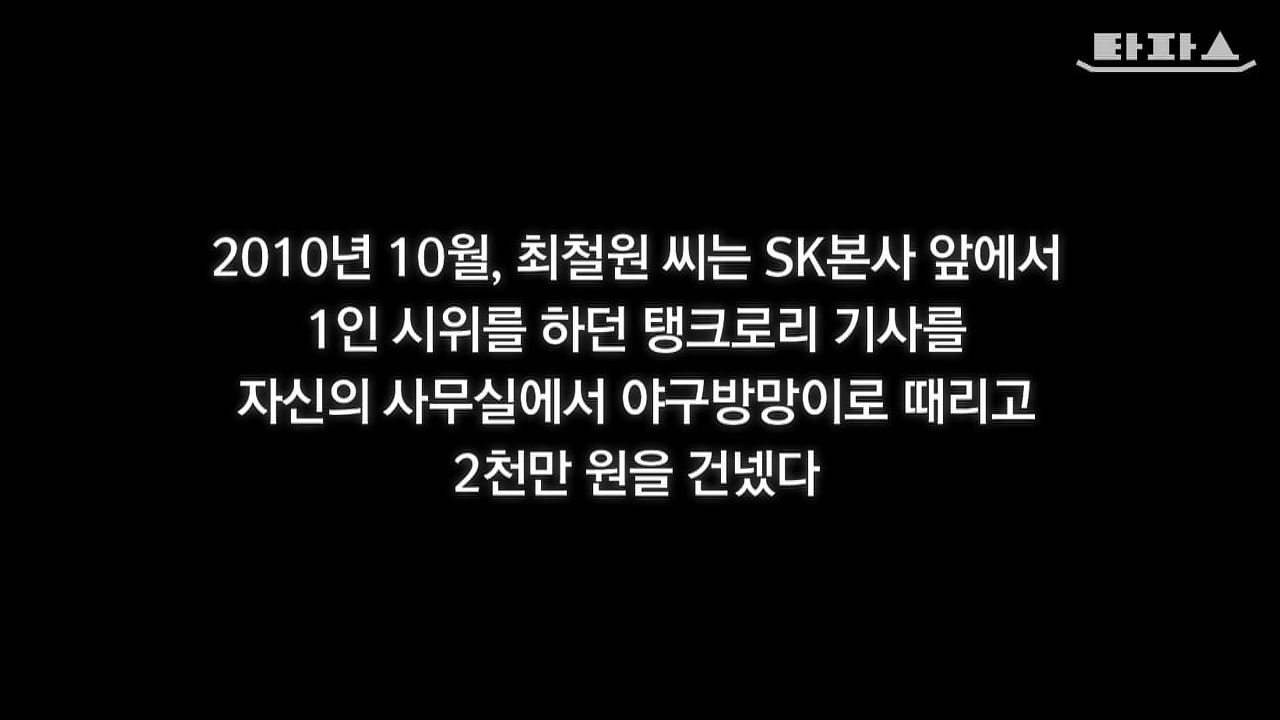 타파스
2010년 10월, 최철원 씨는 SK본사 앞에서
1인 시위를 하던 탱크로리 기사를
자신의 사무실에서 야구방망이로 때리고
2천만 원을 건넸다